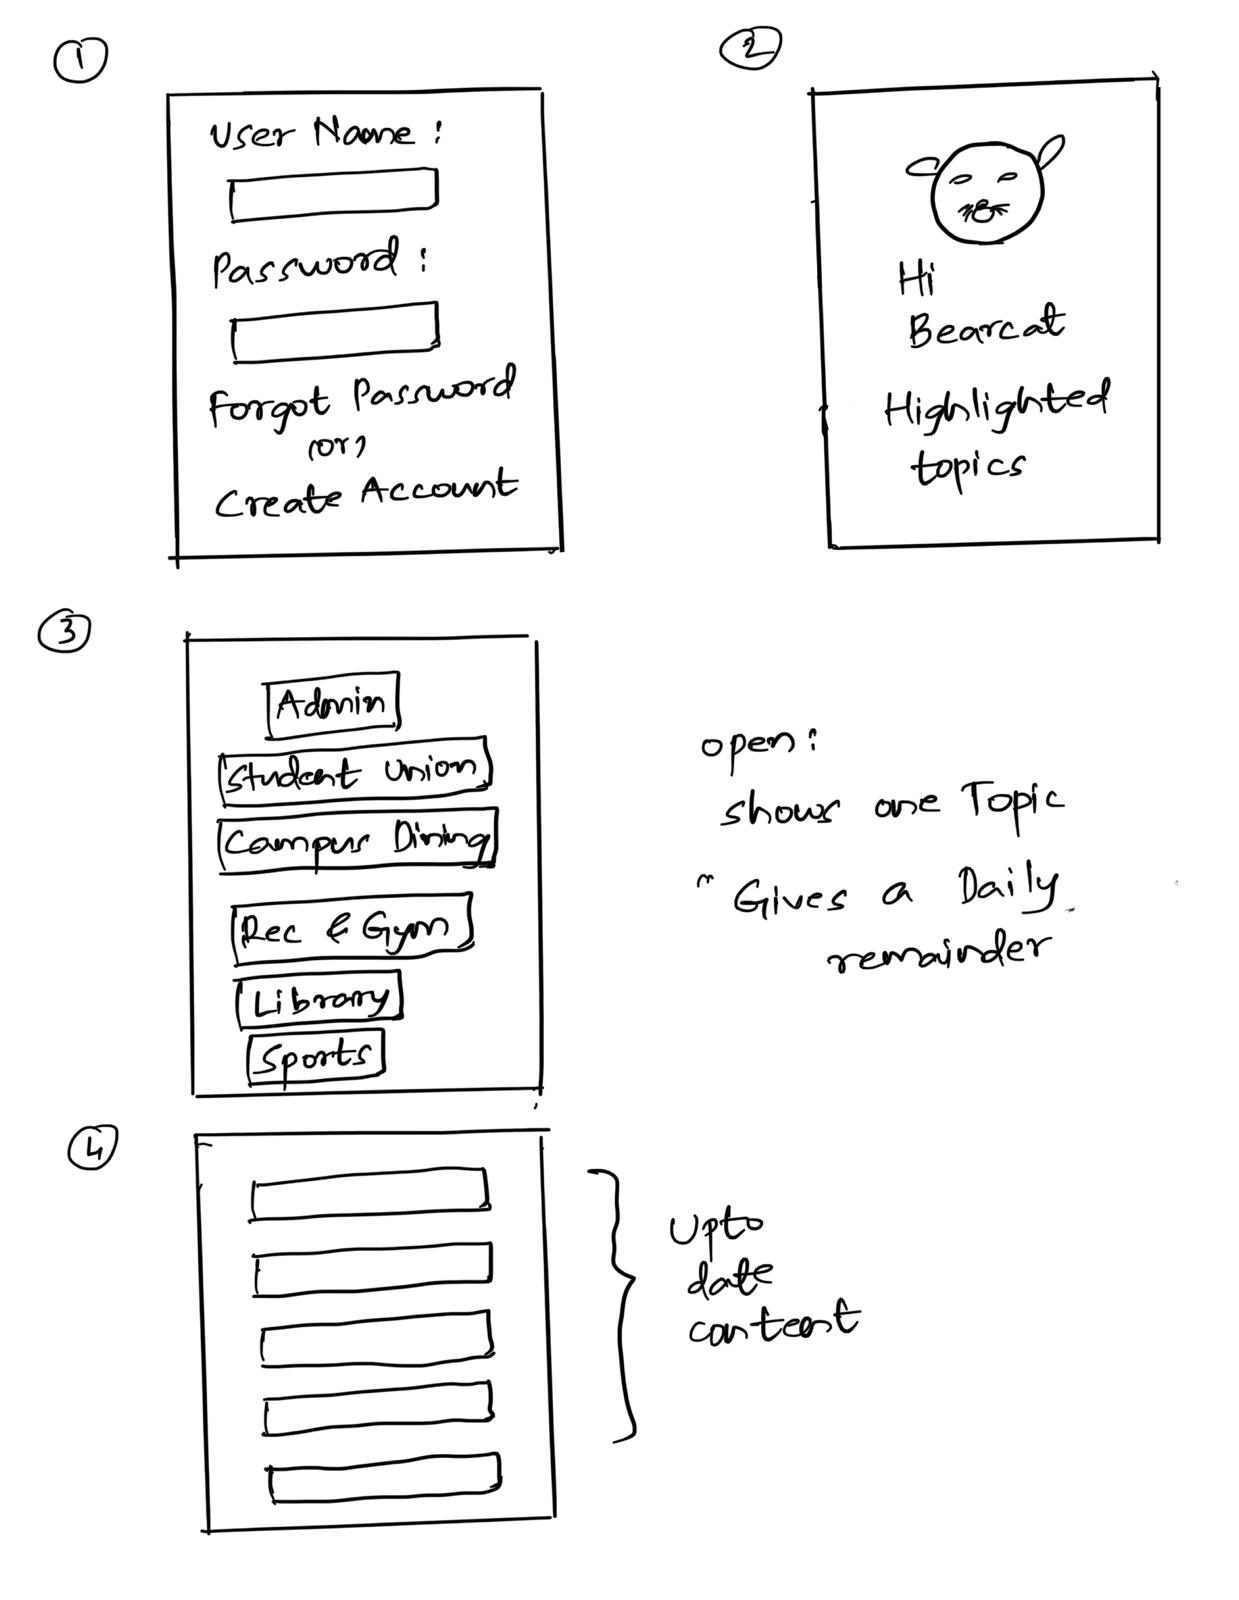 1
User Name :
Password :
Forgot Password
(or)
Create Account
2
Hi
Bearcat
Highlighted
topics
3
Admin
Student Union
Campus Dining
Rec & Gym
Library
Sports
open :
shows one Topic
" Gives a Daily
remainder
4
Upto
date
content